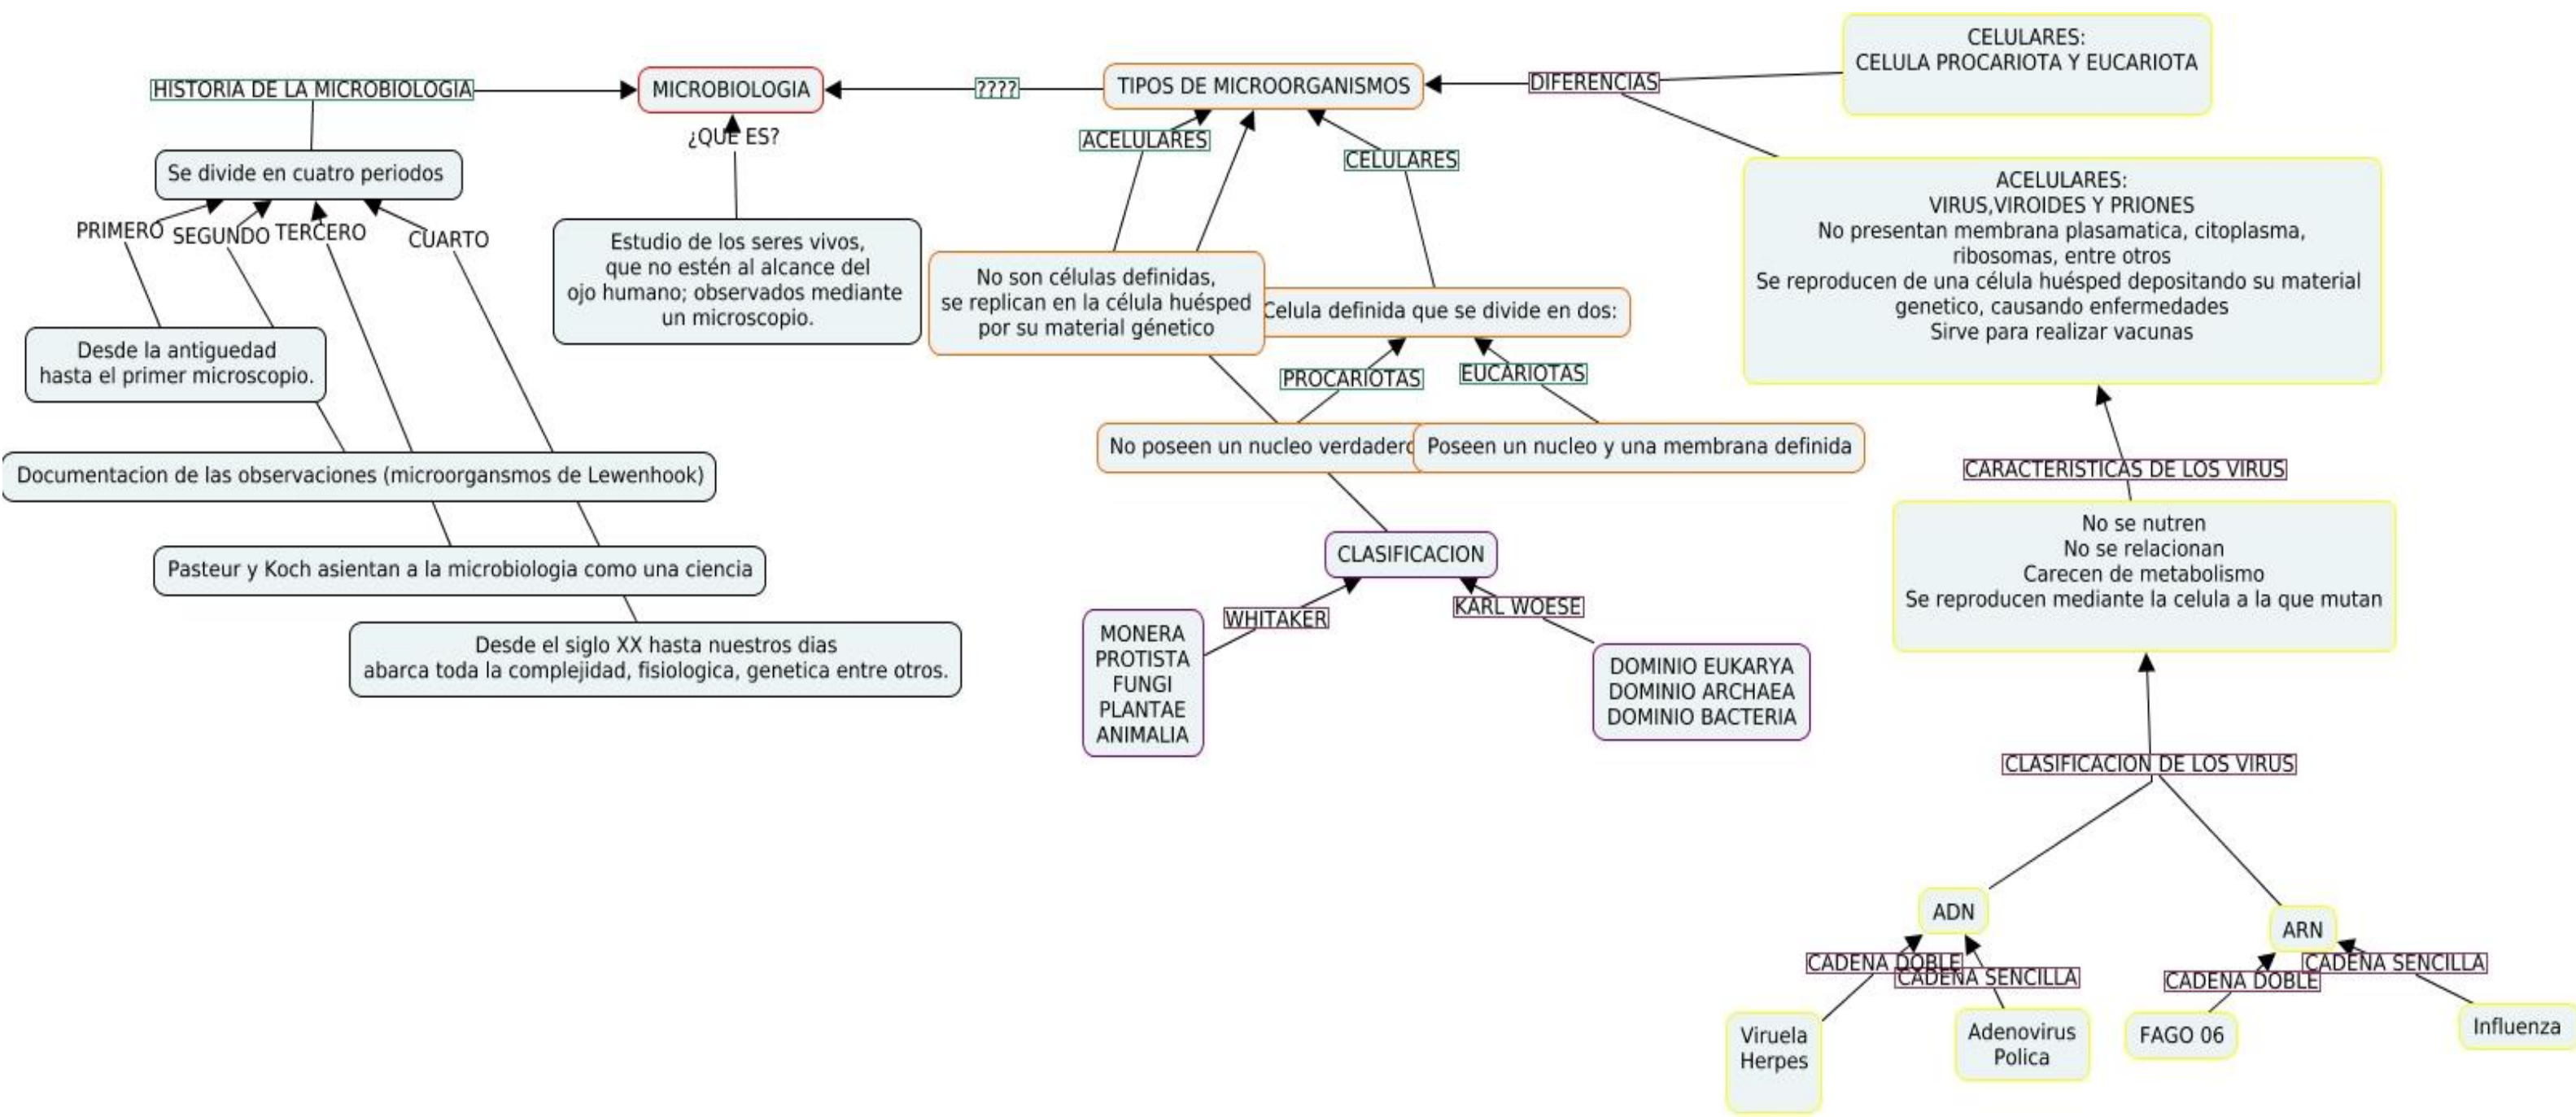 HISTORIA DE LA MICROBIOLOGIA
MICROBIOLOGIA
????
TIPOS DE MICROORGANISMOS
DIFERENCIAS
CELULARES:
CELULA PROCARIOTA Y EUCARIOTA
¿QUE ES?
ACELULARES
CELULARES
Se divide en cuatro periodos
PRIMERO
SEGUNDO
TERCERO
CUARTO
Estudio de los seres vivos,
que no estén al alcance del
ojo humano; observados mediante
un microscopio.
No son células definidas,
se replican en la célula huésped
por su material génetico
Celula definida que se divide en dos:
ACELULARES:
VIRUS,VIROIDES Y PRIONES
No presentan membrana plasamatica, citoplasma,
ribosomas, entre otros
Se reproducen de una célula huésped depositando su material
genetico, causando enfermedades
Sirve para realizar vacunas
Desde la antiguedad
hasta el primer microscopio.
PROCARIOTAS
EUCARIOTAS
No poseen un nucleo verdadero
Poseen un nucleo y una membrana definida
Documentacion de las observaciones (microorgansmos de Lewenhook)
CARACTERISTICAS DE LOS VIRUS
No se nutren
No se relacionan
Carecen de metabolismo
Se reproducen mediante la celula a la que mutan
Pasteur y Koch asientan a la microbiologia como una ciencia
CLASIFICACION
WHITAKER
KARL WOESE
MONERA
PROTISTA
FUNGI
PLANTAE
ANIMALIA
DOMINIO EUKARYA
DOMINIO ARCHAEA
DOMINIO BACTERIA
Desde el siglo XX hasta nuestros dias
abarca toda la complejidad, fisiologica, genetica entre otros.
CLASIFICACION DE LOS VIRUS
ADN
ARN
CADENA DOBLE
CADENA SENCILLA
CADENA DOBLE
CADENA SENCILLA
Viruela
Herpes
Adenovirus
Polica
FAGO 06
Influenza